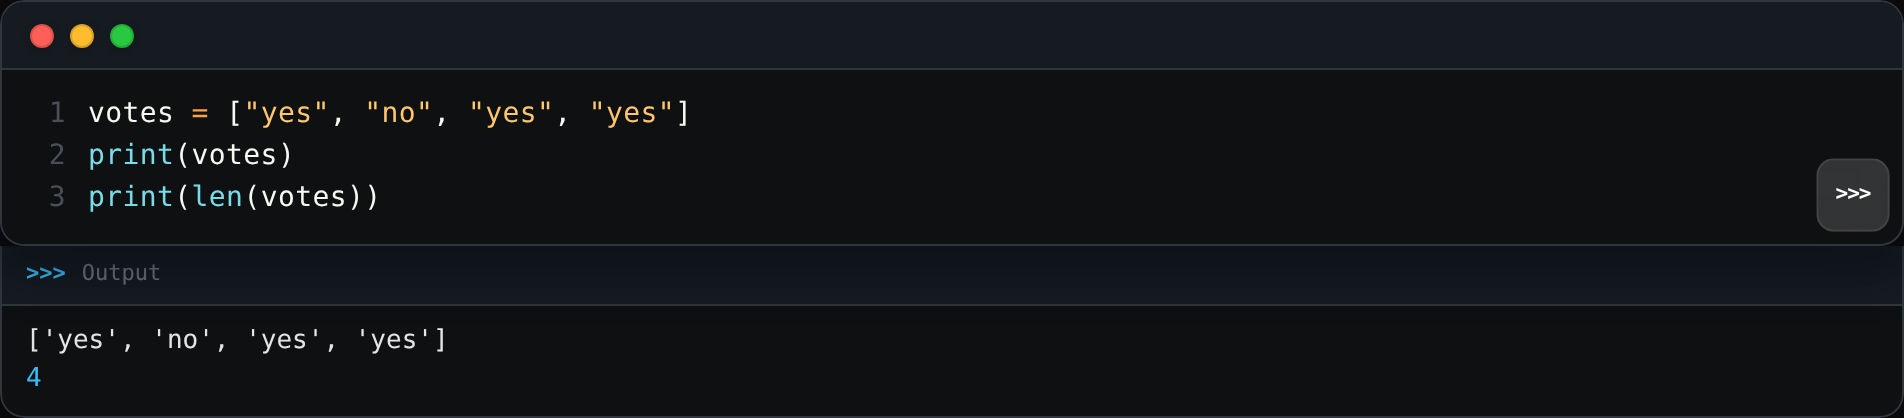 1 votes = ["yes", "no", "yes", "yes"]
2 print(votes)
3 print(len(votes))
>>>
>>> Output
['yes', 'no', 'yes', 'yes']
4